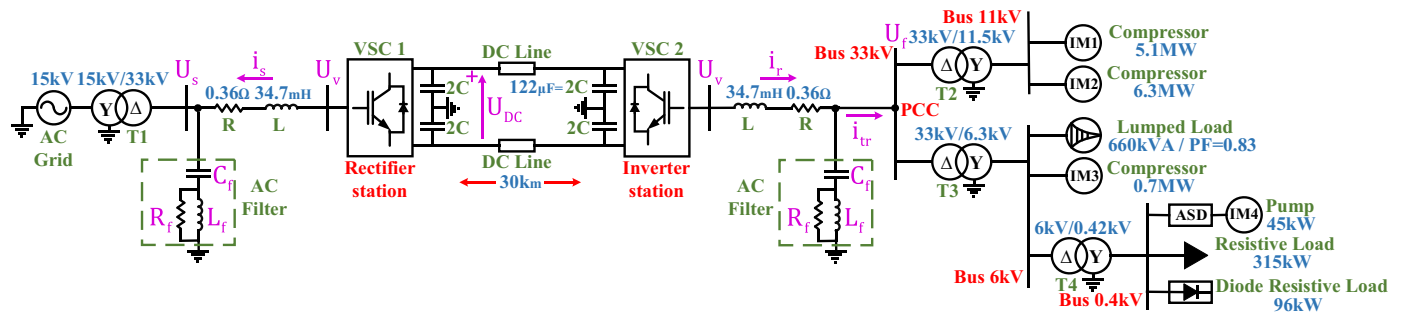 15kV
15kV/33kV
Y
Δ
T1
AC
Grid
U_s
i_s
0.36Ω
34.7mH
R
L
U_v
C_f
R_f
L_f
AC
Filter
VSC 1
Rectifier
station
DC Line
2C
2C
+
U_DC
122μF=
2C
2C
DC Line
30km
VSC 2
Inverter
station
U_v
i_r
34.7mH
0.36Ω
L
R
i_tr
AC
Filter
C_f
R_f
L_f
Bus 33kV
U_f
PCC
33kV/11.5kV
Δ
Y
T2
Bus 11kV
IM1
Compressor
5.1MW
IM2
Compressor
6.3MW
33kV/6.3kV
Δ
Y
T3
Lumped Load
660kVA / PF=0.83
IM3
Compressor
0.7MW
Bus 6kV
6kV/0.42kV
Δ
Y
T4
Bus 0.4kV
ASD
IM4
Pump
45kW
Resistive Load
315kW
Diode Resistive Load
96kW